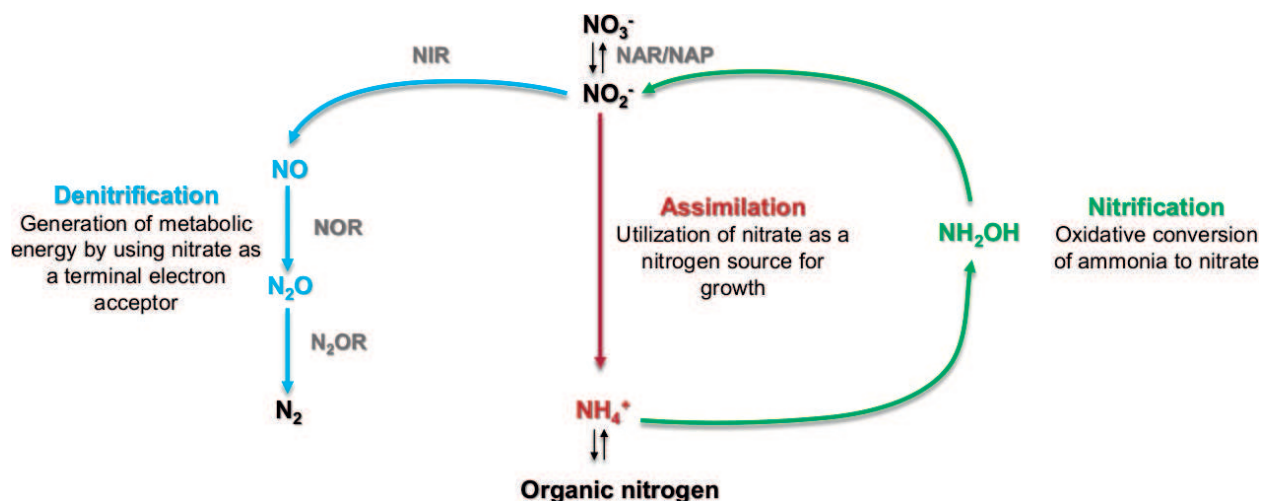 NO₃⁻
NIR
NAR/NAP
NO₂⁻
NO
Denitrification
Generation of metabolic
energy by using nitrate as
a terminal electron
acceptor
NOR
N₂O
N₂OR
N₂
Assimilation
Utilization of nitrate as a
nitrogen source for
growth
NH₂OH
Nitrification
Oxidative conversion
of ammonia to nitrate
NH₄⁺
Organic nitrogen